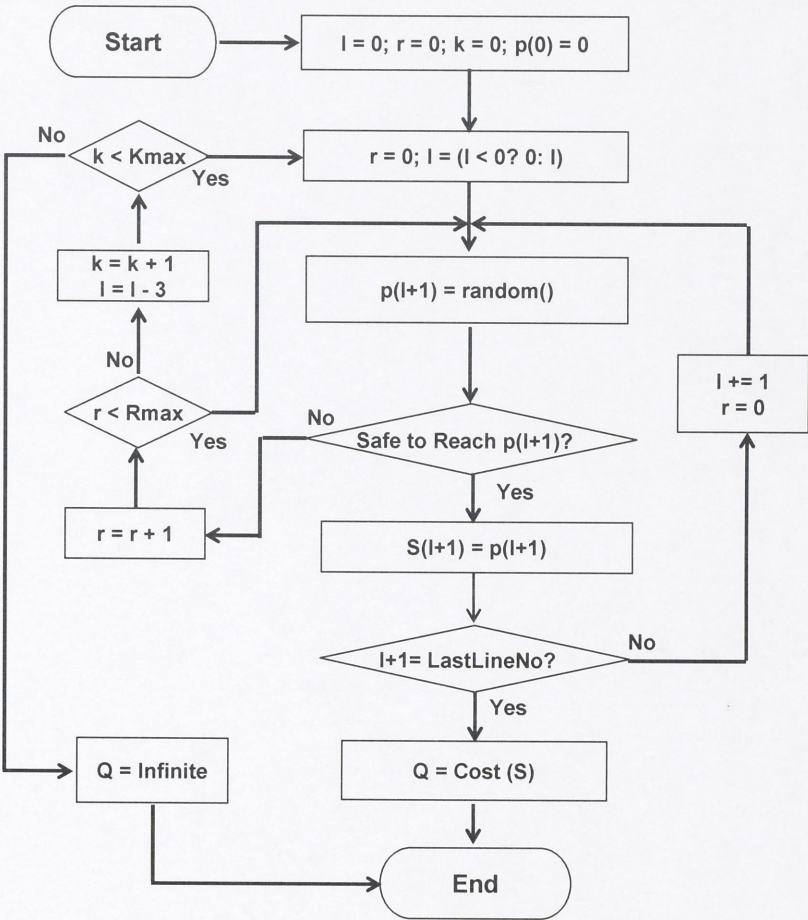 Start
l = 0; r = 0; k = 0; p(0) = 0
No
k < Kmax
Yes
r = 0; l = (l < 0? 0: l)
k = k + 1
l = l - 3
p(l+1) = random()
No
r < Rmax
Yes
l += 1
r = 0
No
Safe to Reach p(l+1)?
Yes
r = r + 1
S(l+1) = p(l+1)
No
l+1= LastLineNo?
Yes
Q = Infinite
Q = Cost (S)
End